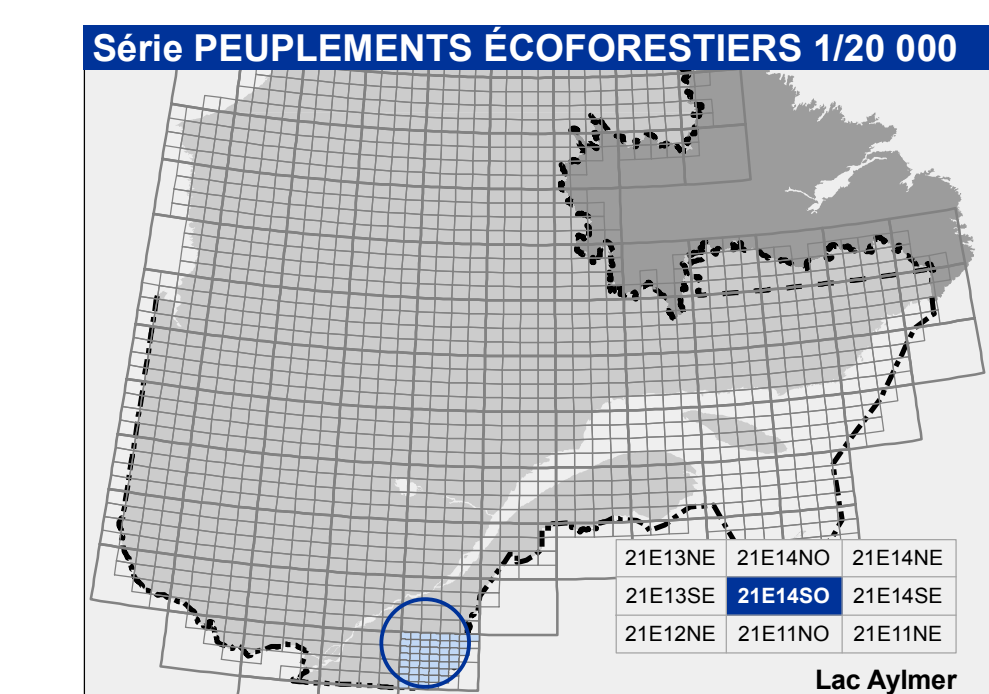 Série PEUPLEMENTS ÉCOFORESTIERS 1/20 000
21E13NE 21E14NO 21E14NE
21E13SE 21E14SO 21E14SE
21E12NE 21E11NO 21E11NE
Lac Aylmer